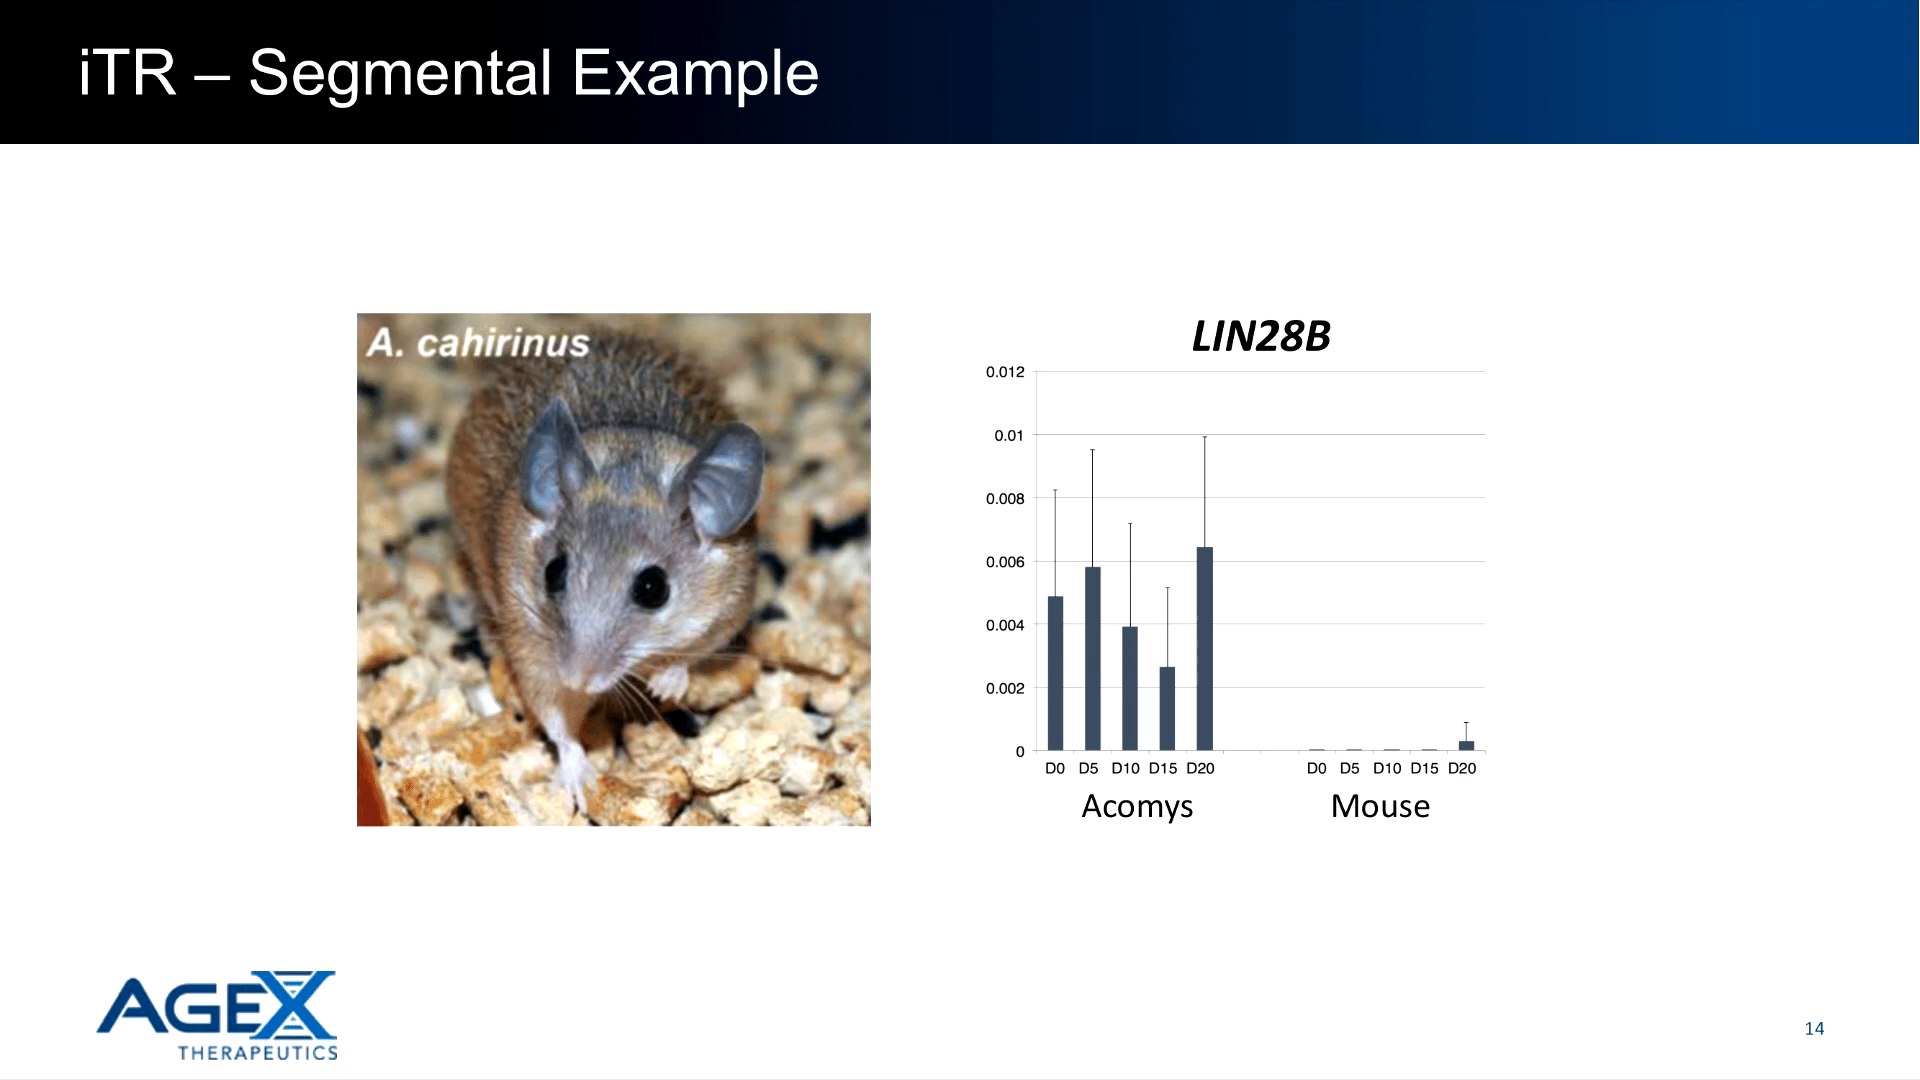 iTR – Segmental Example
A. cahirinus
LIN28B
0.012
0.01
0.008
0.006
0.004
0.002
0
D0 D5 D10 D15 D20 D0 D5 D10 D15 D20
Acomys Mouse
AGEX
THERAPEUTICS
14